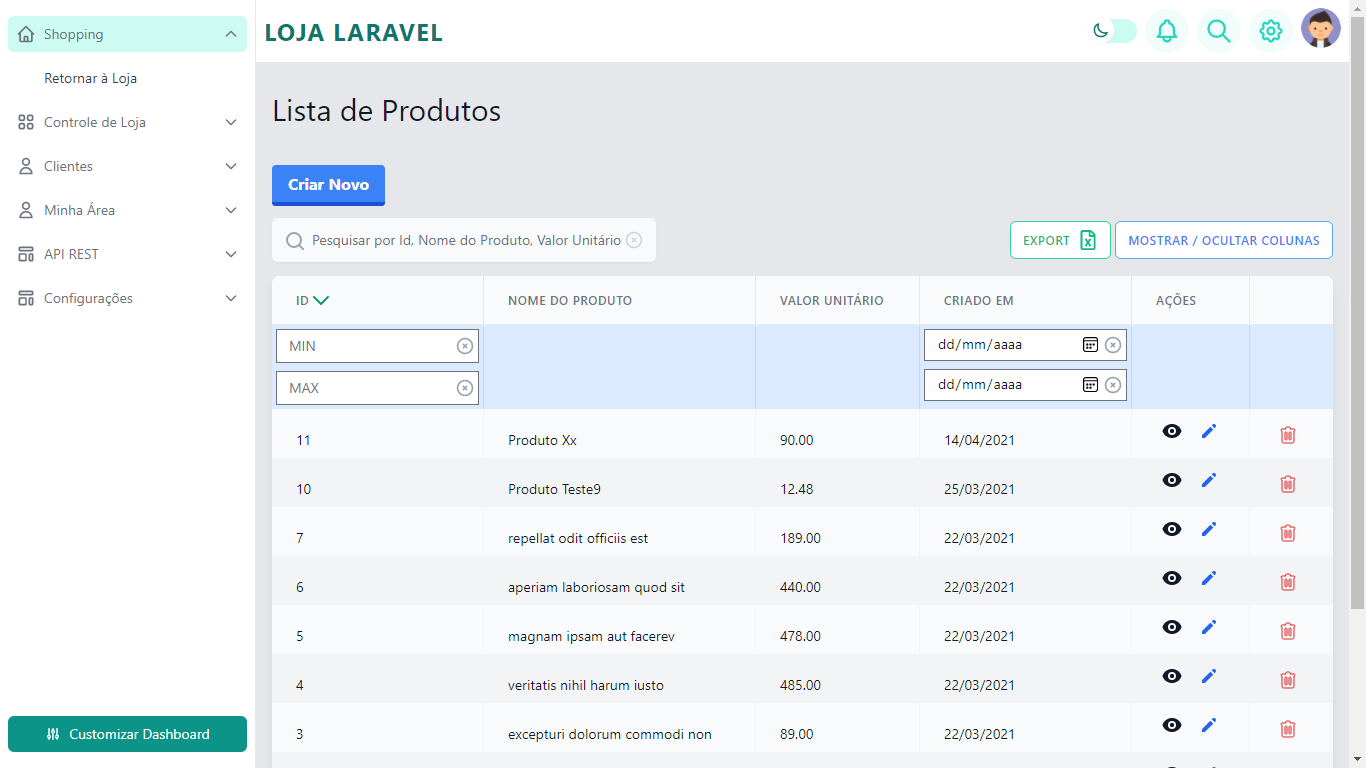 Shopping
Retornar à Loja
Controle de Loja
Clientes
Minha Área
API REST
Configurações
Customizar Dashboard
LOJA LARAVEL
Lista de Produtos
Criar Novo
Pesquisar por Id, Nome do Produto, Valor Unitário
EXPORT
MOSTRAR / OCULTAR COLUNAS
ID NOME DO PRODUTO VALOR UNITÁRIO CRIADO EM AÇÕES
MIN dd/mm/aaaa
MAX dd/mm/aaaa
11 Produto Xx 90.00 14/04/2021
10 Produto Teste9 12.48 25/03/2021
7 repellat odit officiis est 189.00 22/03/2021
6 aperiam laboriosam quod sit 440.00 22/03/2021
5 magnam ipsam aut facerev 478.00 22/03/2021
4 veritatis nihil harum iusto 485.00 22/03/2021
3 excepturi dolorum commodi non 89.00 22/03/2021